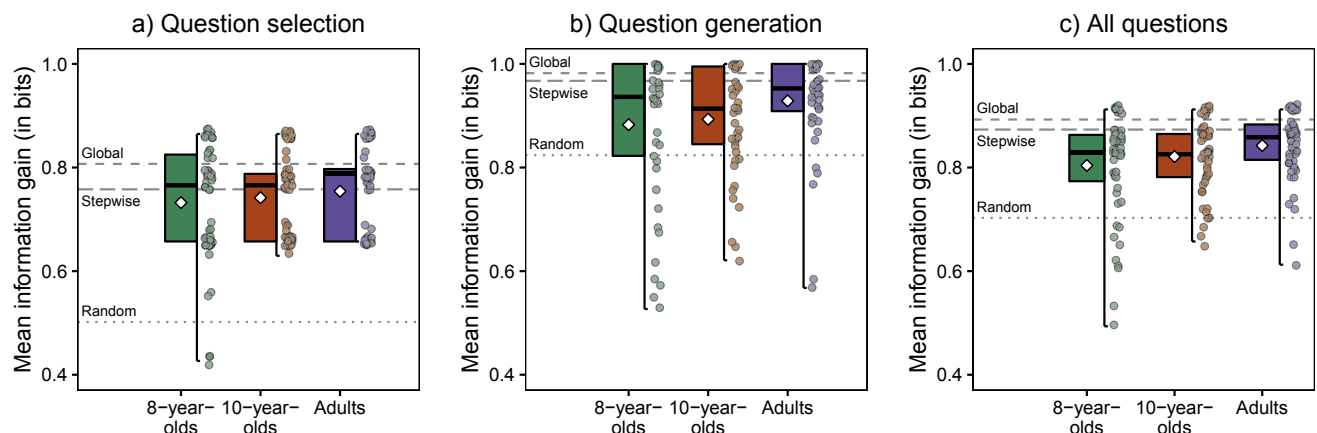 a) Question selection
Mean information gain (in bits)
1.0
0.8
0.6
0.4
Global
Stepwise
Random
8−year−
olds
10−year−
olds
Adults
b) Question generation
Mean information gain (in bits)
1.0
0.8
0.6
0.4
Global
Stepwise
Random
8−year−
olds
10−year−
olds
Adults
c) All questions
Mean information gain (in bits)
1.0
0.8
0.6
0.4
Global
Stepwise
Random
8−year−
olds
10−year−
olds
Adults